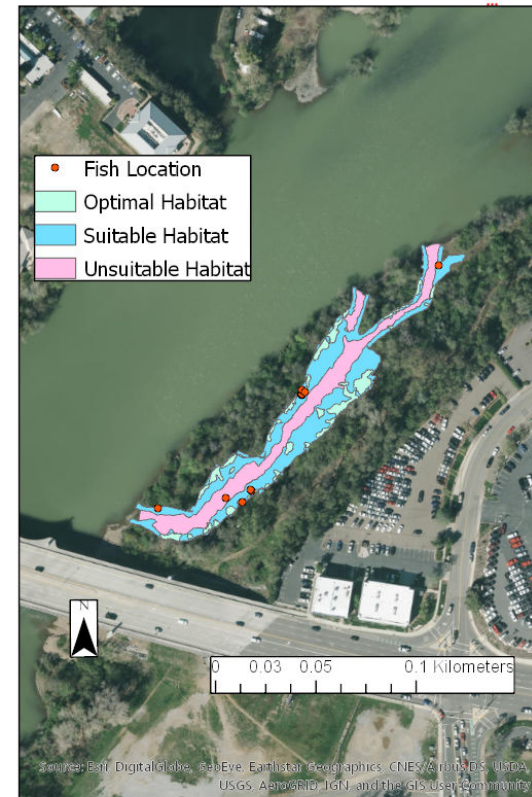 Fish Location
Optimal Habitat
Suitable Habitat
Unsuitable Habitat
N
0 0.03 0.05 0.1 Kilometers
Source: Esri, DigitalGlobe, GeoEye, Earthstar Geographics, CNES/Airbus DS, USDA,
USGS, AeroGRID, IGN, and the GIS User Community